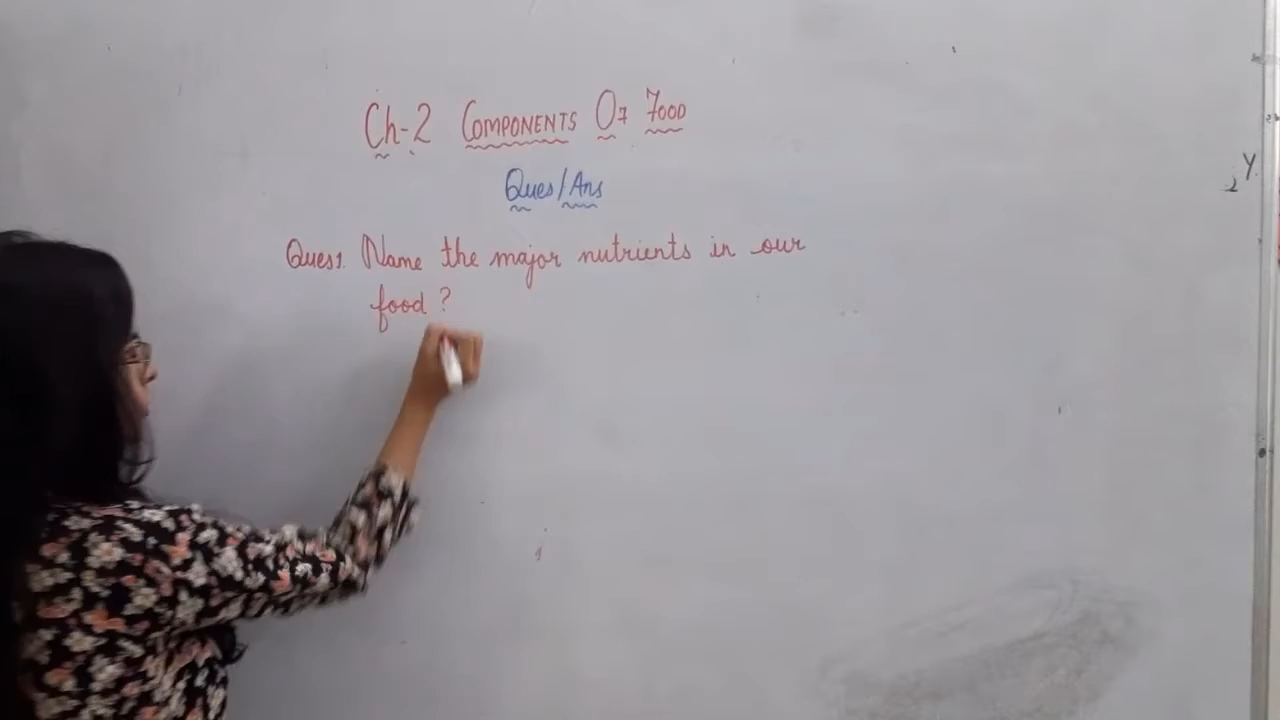 Ch-2 COMPONENTS OF FOOD
Ques/Ans
Ques1. Name the major nutrients in our
food ?